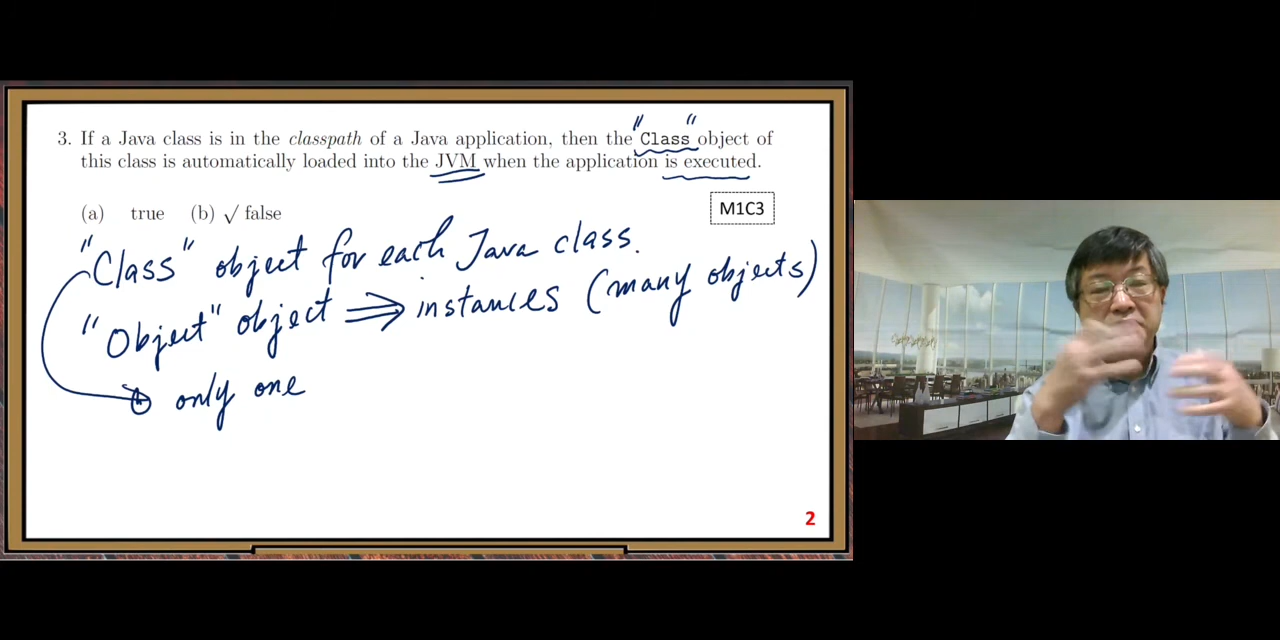 3. If a Java class is in the classpath of a Java application, then the "Class" object of
this class is automatically loaded into the JVM when the application is executed.
(a) true (b) √ false
M1C3
"Class" object for each Java class.
"Object" object ⇒ instances (many objects)
only one
2